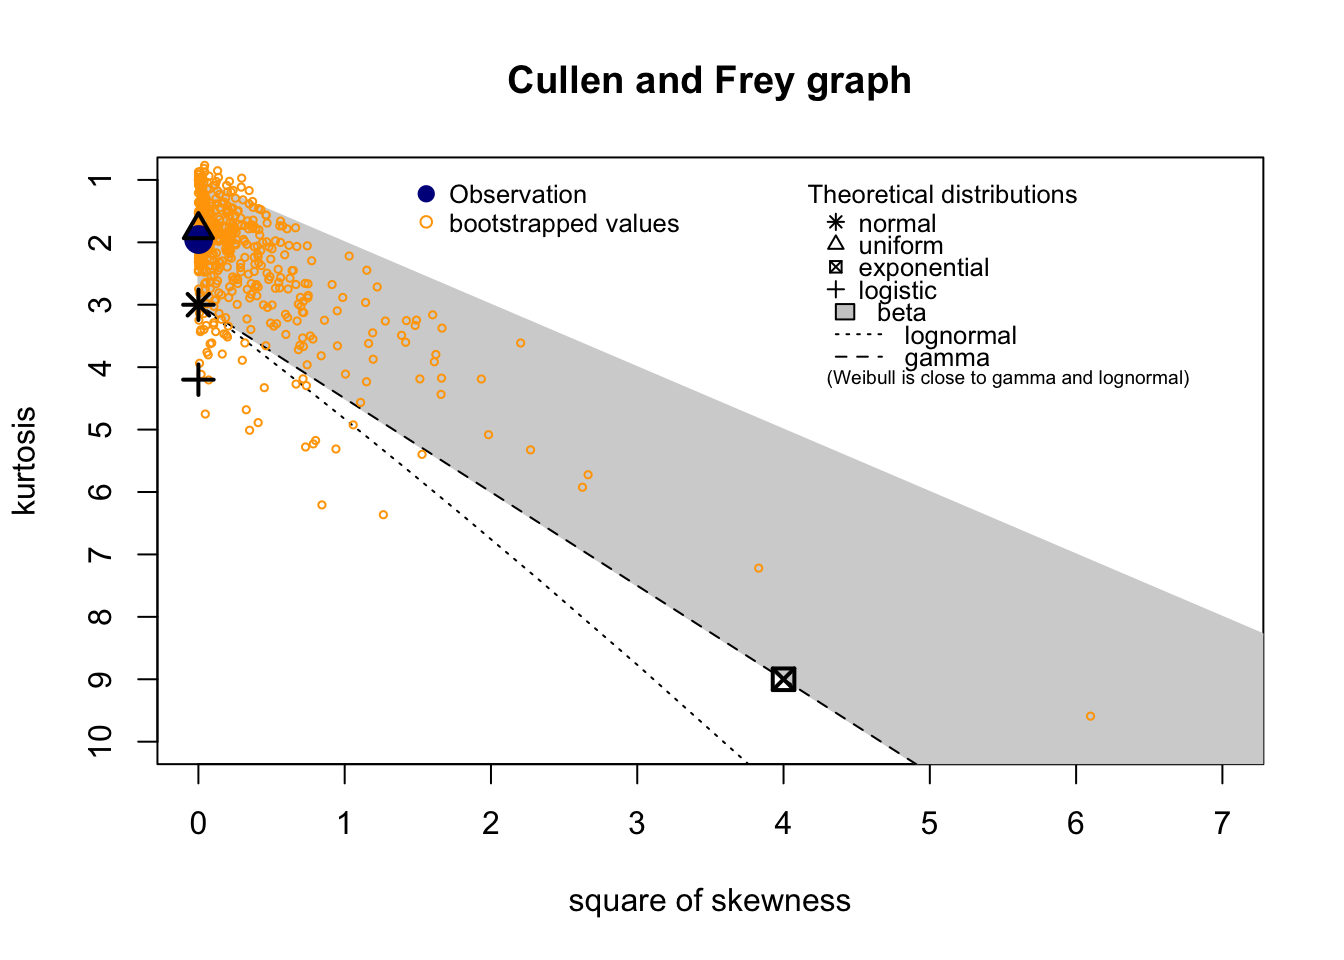 Cullen and Frey graph
Observation
bootstrapped values
Theoretical distributions
normal
uniform
exponential
logistic
beta
lognormal
gamma
(Weibull is close to gamma and lognormal)
kurtosis
1
2
3
4
5
6
7
8
9
10
0 1 2 3 4 5 6 7
square of skewness